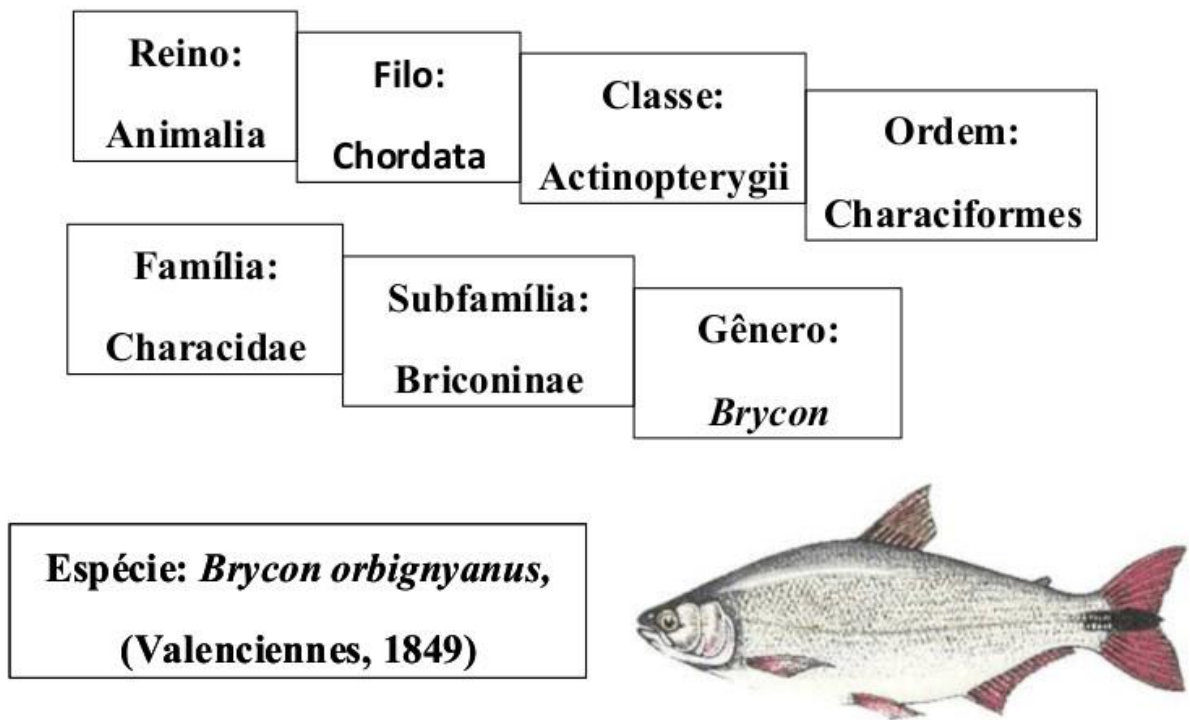 Reino:
Animalia
Filo:
Chordata
Classe:
Actinopterygii
Ordem:
Characiformes
Família:
Characidae
Subfamília:
Briconinae
Gênero:
Brycon
Espécie: Brycon orbignyanus,
(Valenciennes, 1849)